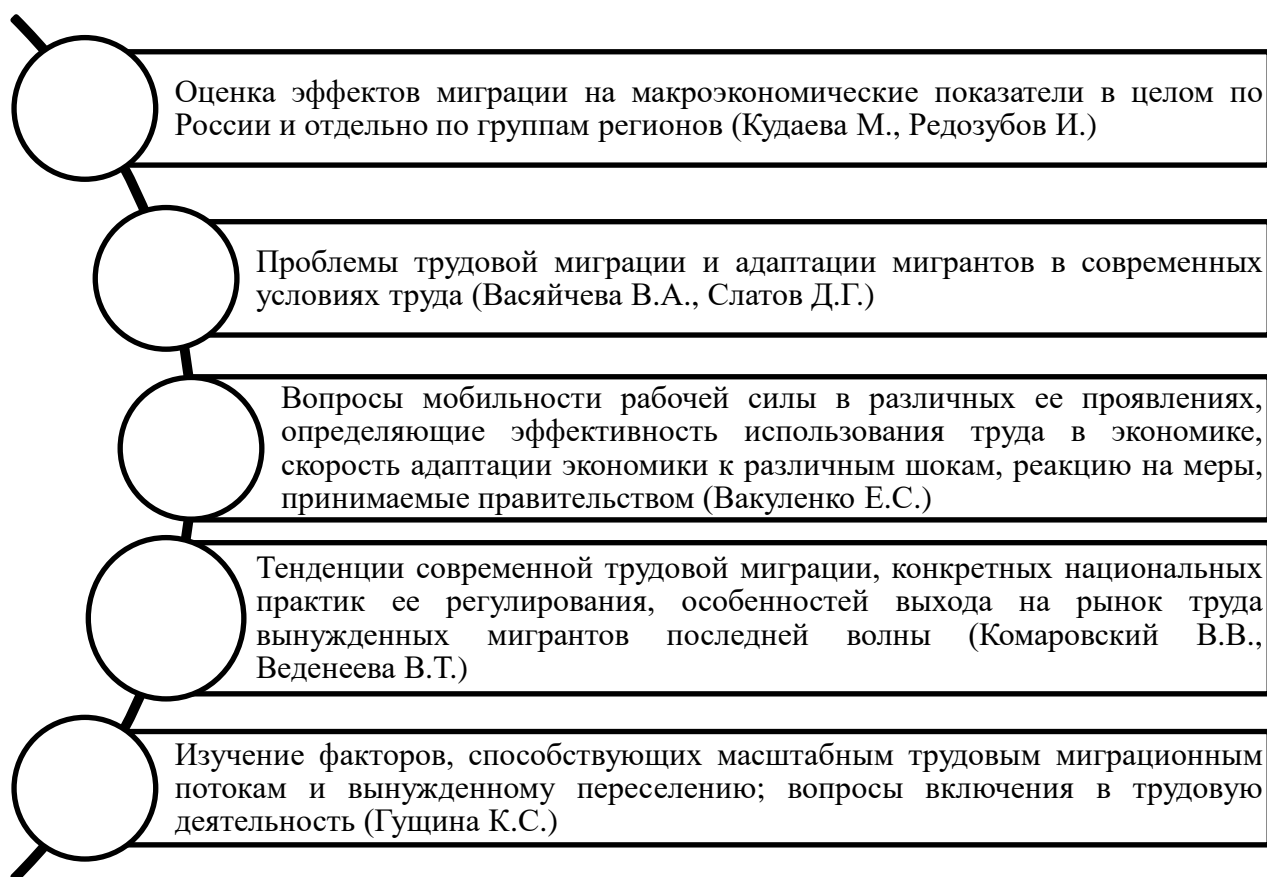 Оценка эффектов миграции на макроэкономические показатели в целом по
России и отдельно по группам регионов (Кудаева М., Редозубов И.)
Проблемы трудовой миграции и адаптации мигрантов в современных
условиях труда (Васяйчева В.А., Слатов Д.Г.)
Вопросы мобильности рабочей силы в различных ее проявлениях,
определяющие эффективность использования труда в экономике,
скорость адаптации экономики к различным шокам, реакцию на меры,
принимаемые правительством (Вакуленко Е.С.)
Тенденции современной трудовой миграции, конкретных национальных
практик ее регулирования, особенностей выхода на рынок труда
вынужденных мигрантов последней волны (Комаровский В.В.,
Веденеева В.Т.)
Изучение факторов, способствующих масштабным трудовым миграционным
потокам и вынужденному переселению; вопросы включения в трудовую
деятельность (Гущина К.С.)